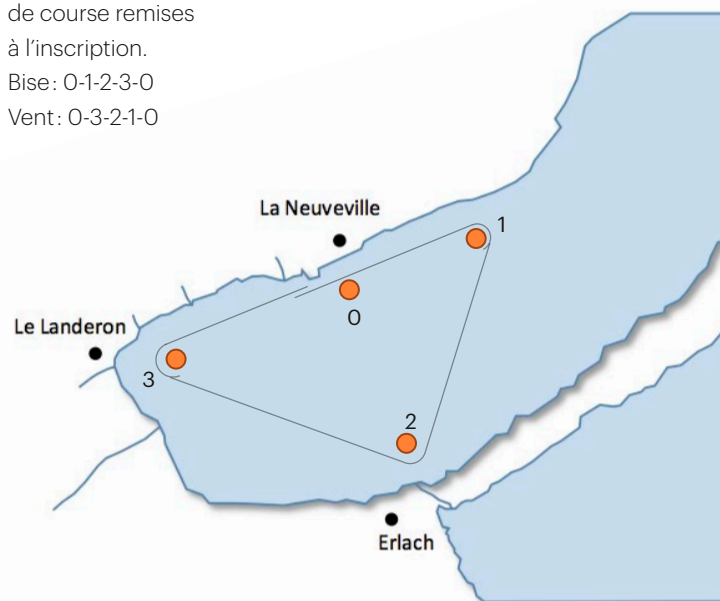 de course remises
à l'inscription.
Bise: 0-1-2-3-0
Vent: 0-3-2-1-0
La Neuveville
1
0
Le Landeron
3
2
Erlach